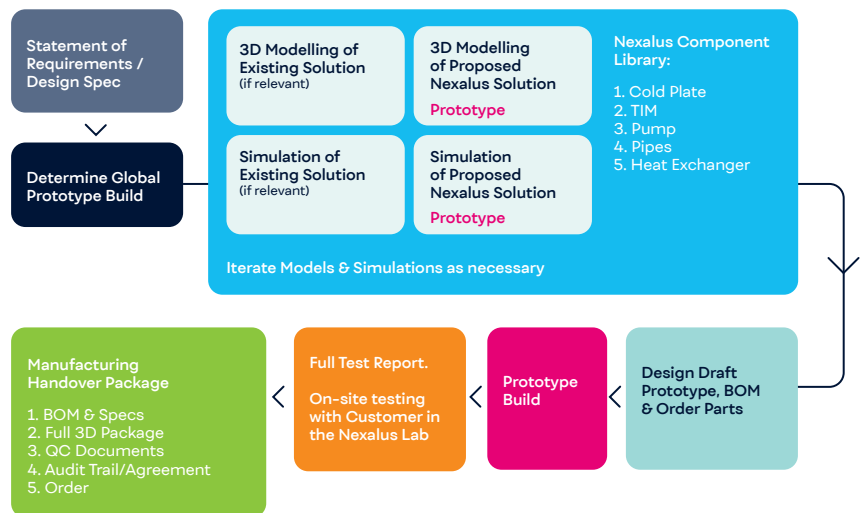 Statement of
Requirements /
Design Spec
Determine Global
Prototype Build
3D Modelling of
Existing Solution
(if relevant)
3D Modelling
of Proposed
Nexalus Solution
Prototype
Simulation of
Existing Solution
(if relevant)
Simulation
of Proposed
Nexalus Solution
Prototype
Nexalus Component
Library:
1. Cold Plate
2. TIM
3. Pump
4. Pipes
5. Heat Exchanger
Iterate Models & Simulations as necessary
Design Draft
Prototype, BOM
& Order Parts
Prototype
Build
Full Test Report.
On-site testing
with Customer in
the Nexalus Lab
Manufacturing
Handover Package
1. BOM & Specs
2. Full 3D Package
3. QC Documents
4. Audit Trail/Agreement
5. Order